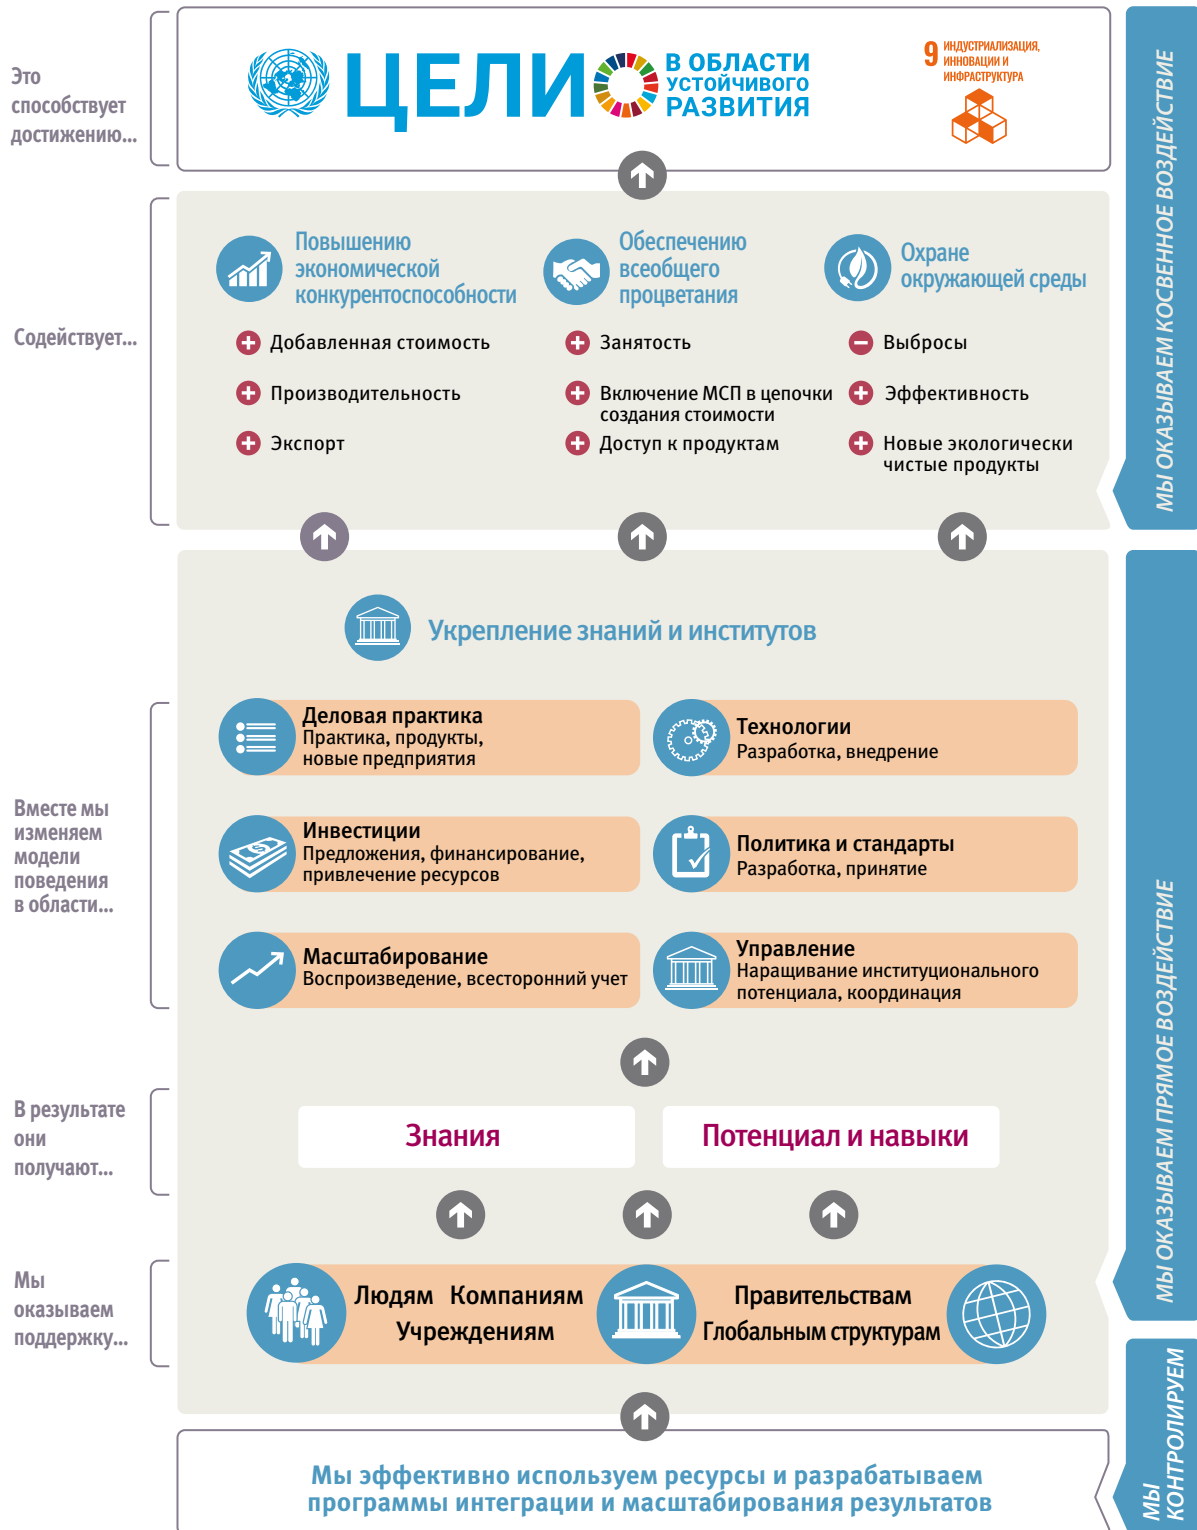 Это
способствует
достижению...
ЦЕЛИ
В ОБЛАСТИ
УСТОЙЧИВОГО
РАЗВИТИЯ
9 ИНДУСТРИАЛИЗАЦИЯ,
ИННОВАЦИИ И
ИНФРАСТРУКТУРА
МЫ ОКАЗЫВАЕМ КОСВЕННОЕ ВОЗДЕЙСТВИЕ
Содействует...
Повышению
экономической
конкурентоспособности
Добавленная стоимость
Производительность
Экспорт
Обеспечению
всеобщего
процветания
Занятость
Включение МСП в цепочки
создания стоимости
Доступ к продуктам
Охране
окружающей среды
Выбросы
Эффективность
Новые экологически
чистые продукты
Укрепление знаний и институтов
Вместе мы
изменяем
модели
поведения
в области...
Деловая практика
Практика, продукты,
новые предприятия
Технологии
Разработка, внедрение
Инвестиции
Предложения, финансирование,
привлечение ресурсов
Политика и стандарты
Разработка, принятие
Масштабирование
Воспроизведение, всесторонний учет
Управление
Наращивание институционального
потенциала, координация
МЫ ОКАЗЫВАЕМ ПРЯМОЕ ВОЗДЕЙСТВИЕ
В результате
они
получают...
Знания
Потенциал и навыки
Мы
оказываем
поддержку...
Людям Компаниям
Учреждениям
Правительствам
Глобальным структурам
Мы эффективно используем ресурсы и разрабатываем
программы интеграции и масштабирования результатов
МЫ
КОНТРОЛИРУЕМ